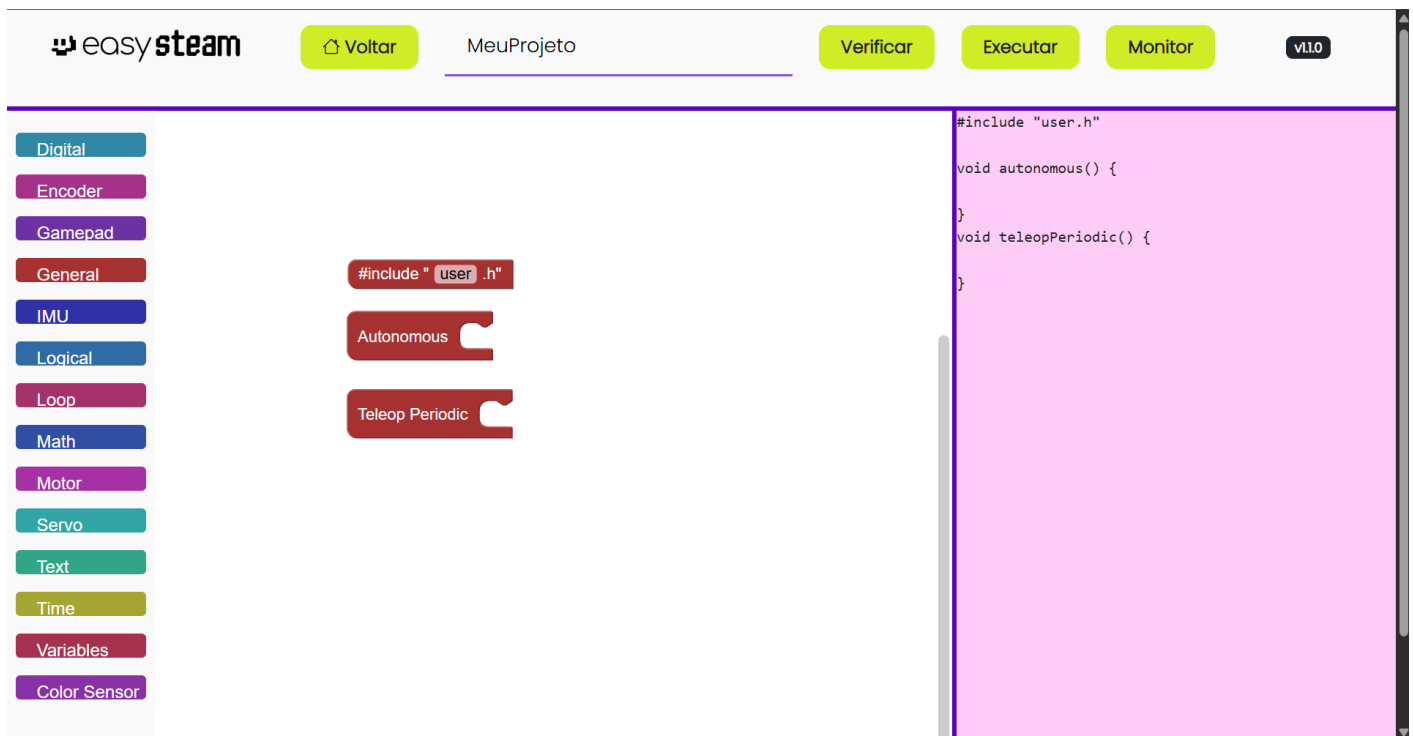 easysteam
Voltar
MeuProjeto
Verificar
Executar
Monitor
v1.1.0
Digital
Encoder
Gamepad
General
IMU
Logical
Loop
Math
Motor
Servo
Text
Time
Variables
Color Sensor
#include " user .h"
Autonomous
Teleop Periodic
#include "user.h"
void autonomous() {
}
void teleopPeriodic() {
}